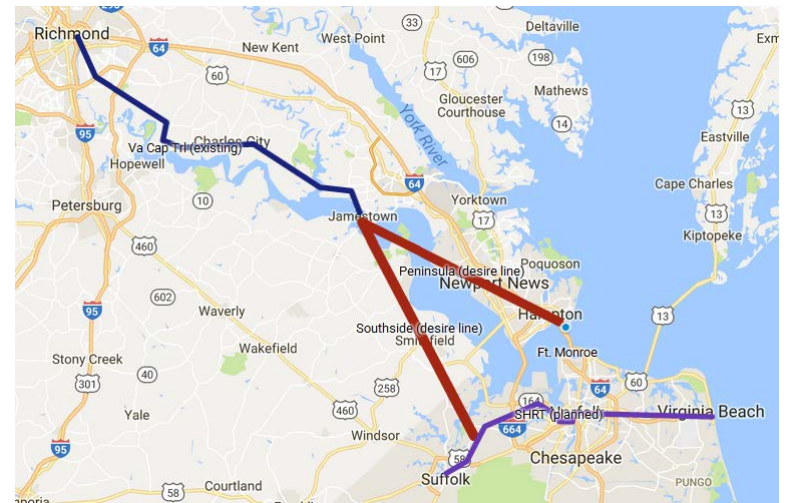 Deltaville
33
Richmond
West Point
Exm
New Kent
64
606
198
60
17
Mathews
Gloucester
Courthouse
13
14
York River
95
Charles City
Va Cap Trl (existing)
Eastville
Hopewell
64
Cape Charles
10
Yorktown
Petersburg
Jamestown
17
13
Kiptopeke
460
Poquoson
Peninsula (desire line)
Newport News
602
95
Waverly
Hampton
13
Southside (desire line)
Smithfield
Wakefield
Ft. Monroe
Stony Creek
40
301
258
64
60
164
Yale
460
SHRT (planned)
Norfolk
Virginia Beach
Windsor
664
95
58
Chesapeake
Suffolk
PUNGO
Courtland
58